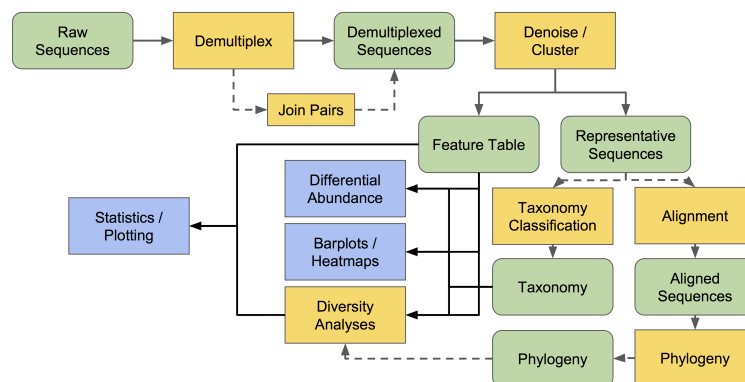 Raw
Sequences
Demultiplex
Demultiplexed
Sequences
Denoise /
Cluster
Join Pairs
Feature Table
Representative
Sequences
Differential
Abundance
Statistics /
Plotting
Taxonomy
Classification
Alignment
Barplots /
Heatmaps
Taxonomy
Aligned
Sequences
Diversity
Analyses
Phylogeny
Phylogeny